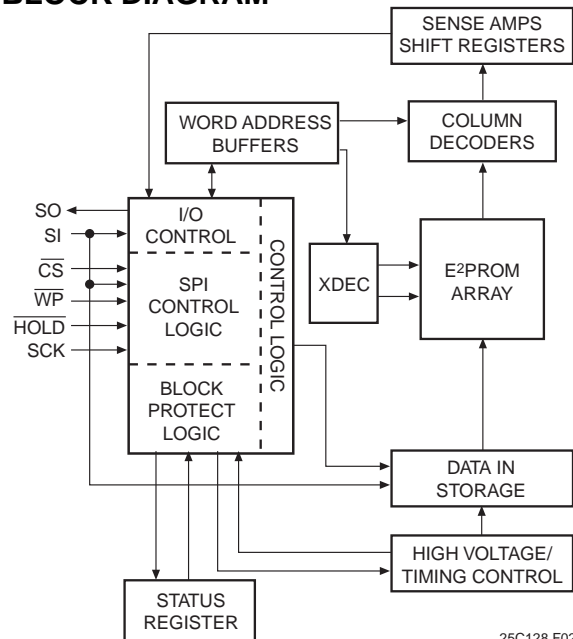 BLOCK DIAGRAM
SENSE AMPS
SHIFT REGISTERS
WORD ADDRESS
BUFFERS
COLUMN
DECODERS
SO
SI
CS
WP
HOLD
SCK
I/O
CONTROL
SPI
CONTROL
LOGIC
BLOCK
PROTECT
LOGIC
CONTROL LOGIC
XDEC
E2PROM
ARRAY
DATA IN
STORAGE
HIGH VOLTAGE/
TIMING CONTROL
STATUS
REGISTER